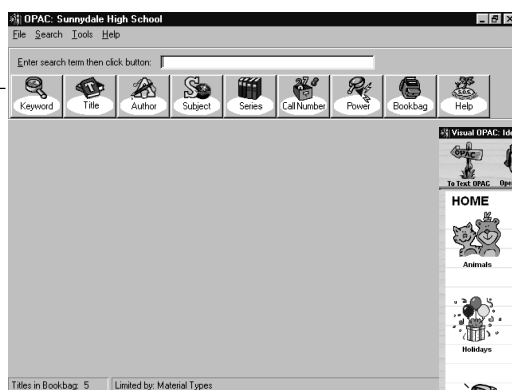 OPAC: Sunnydale High School
File Search Tools Help
Enter search term then click button:
Keyword Title Author Subject Series Call Number Power Bookbag Help
Visual OPAC:
OPAC
To Text OPAC
HOME
Animals
Holidays
Titles in Bookbag: 5 Limited by: Material Types